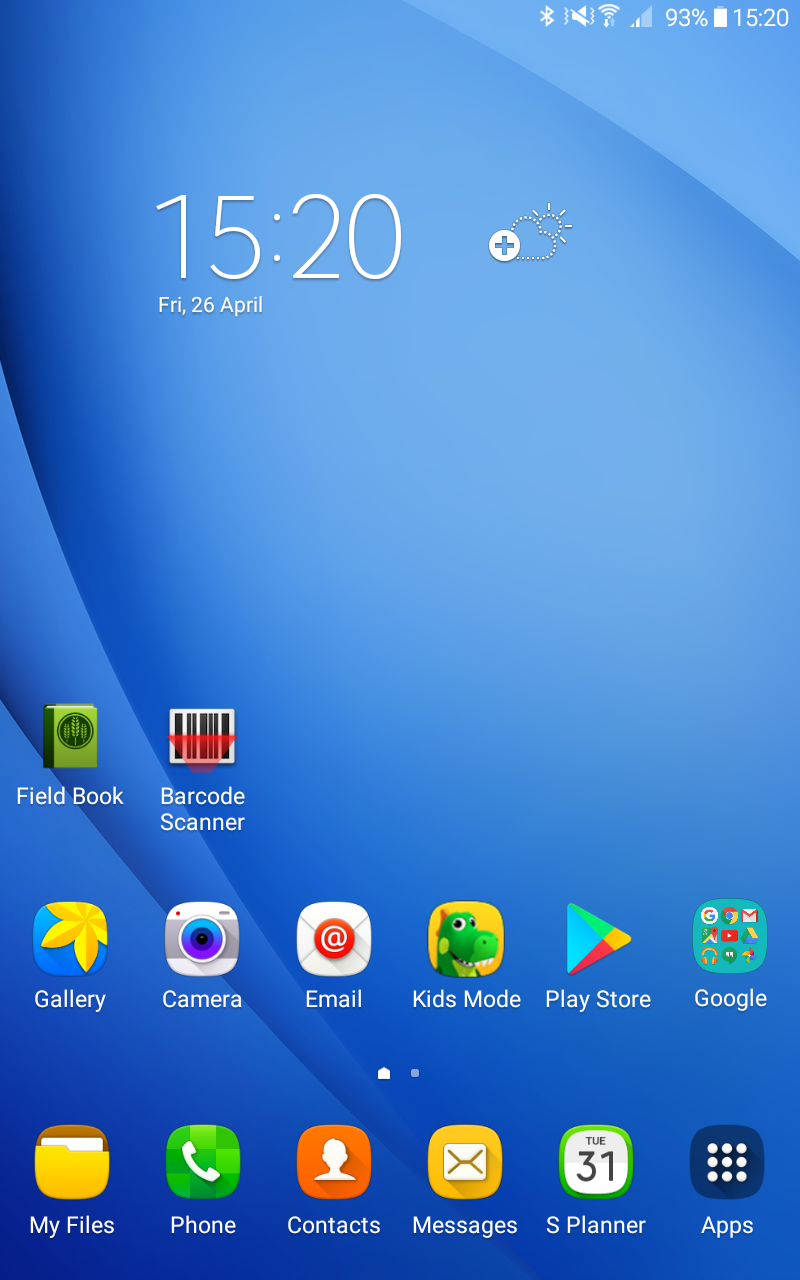 93% 15:20
15:20
Fri, 26 April
Field Book
Barcode
Scanner
@
Gallery
Camera
Email
Kids Mode
Play Store
Google
TUE
31
My Files
Phone
Contacts
Messages
S Planner
Apps